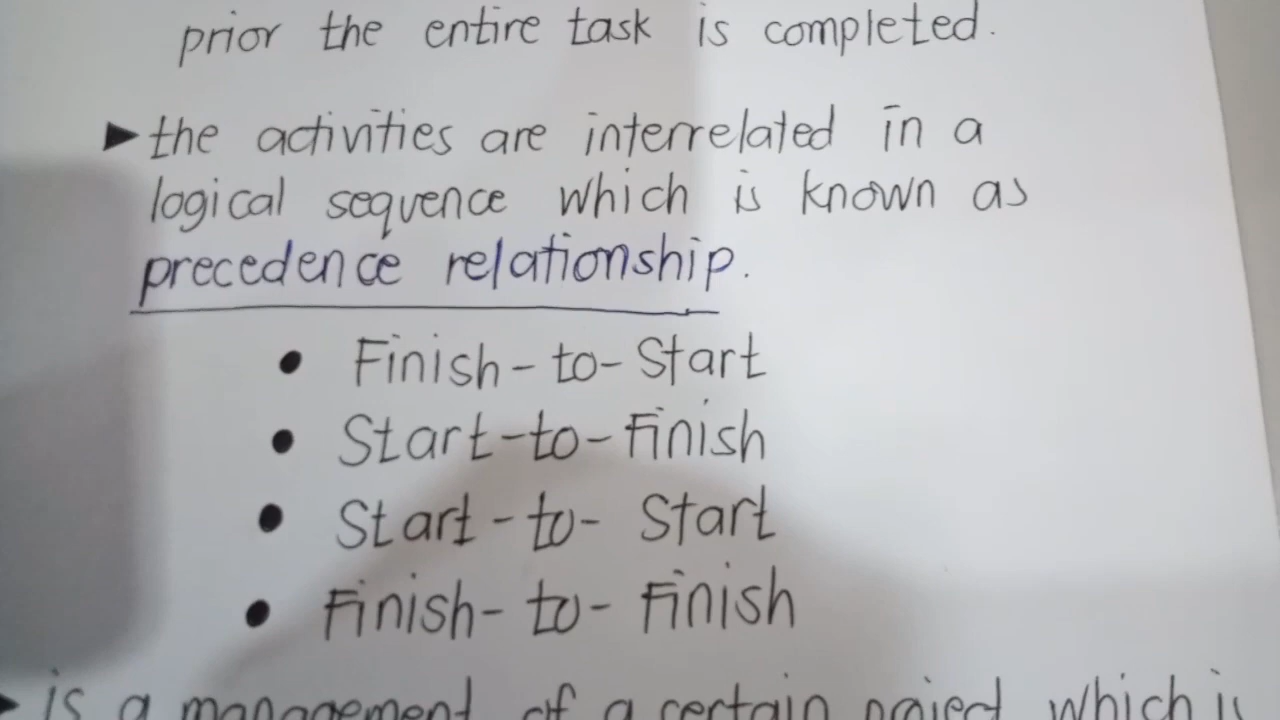 prior the entire task is completed.
▶ the activities are interrelated in a
logical sequence which is known as
precedence relationship.
• Finish-to-Start
• Start-to-Finish
• Start-to-Start
• Finish-to-Finish
▶ is a management of a certain project which is